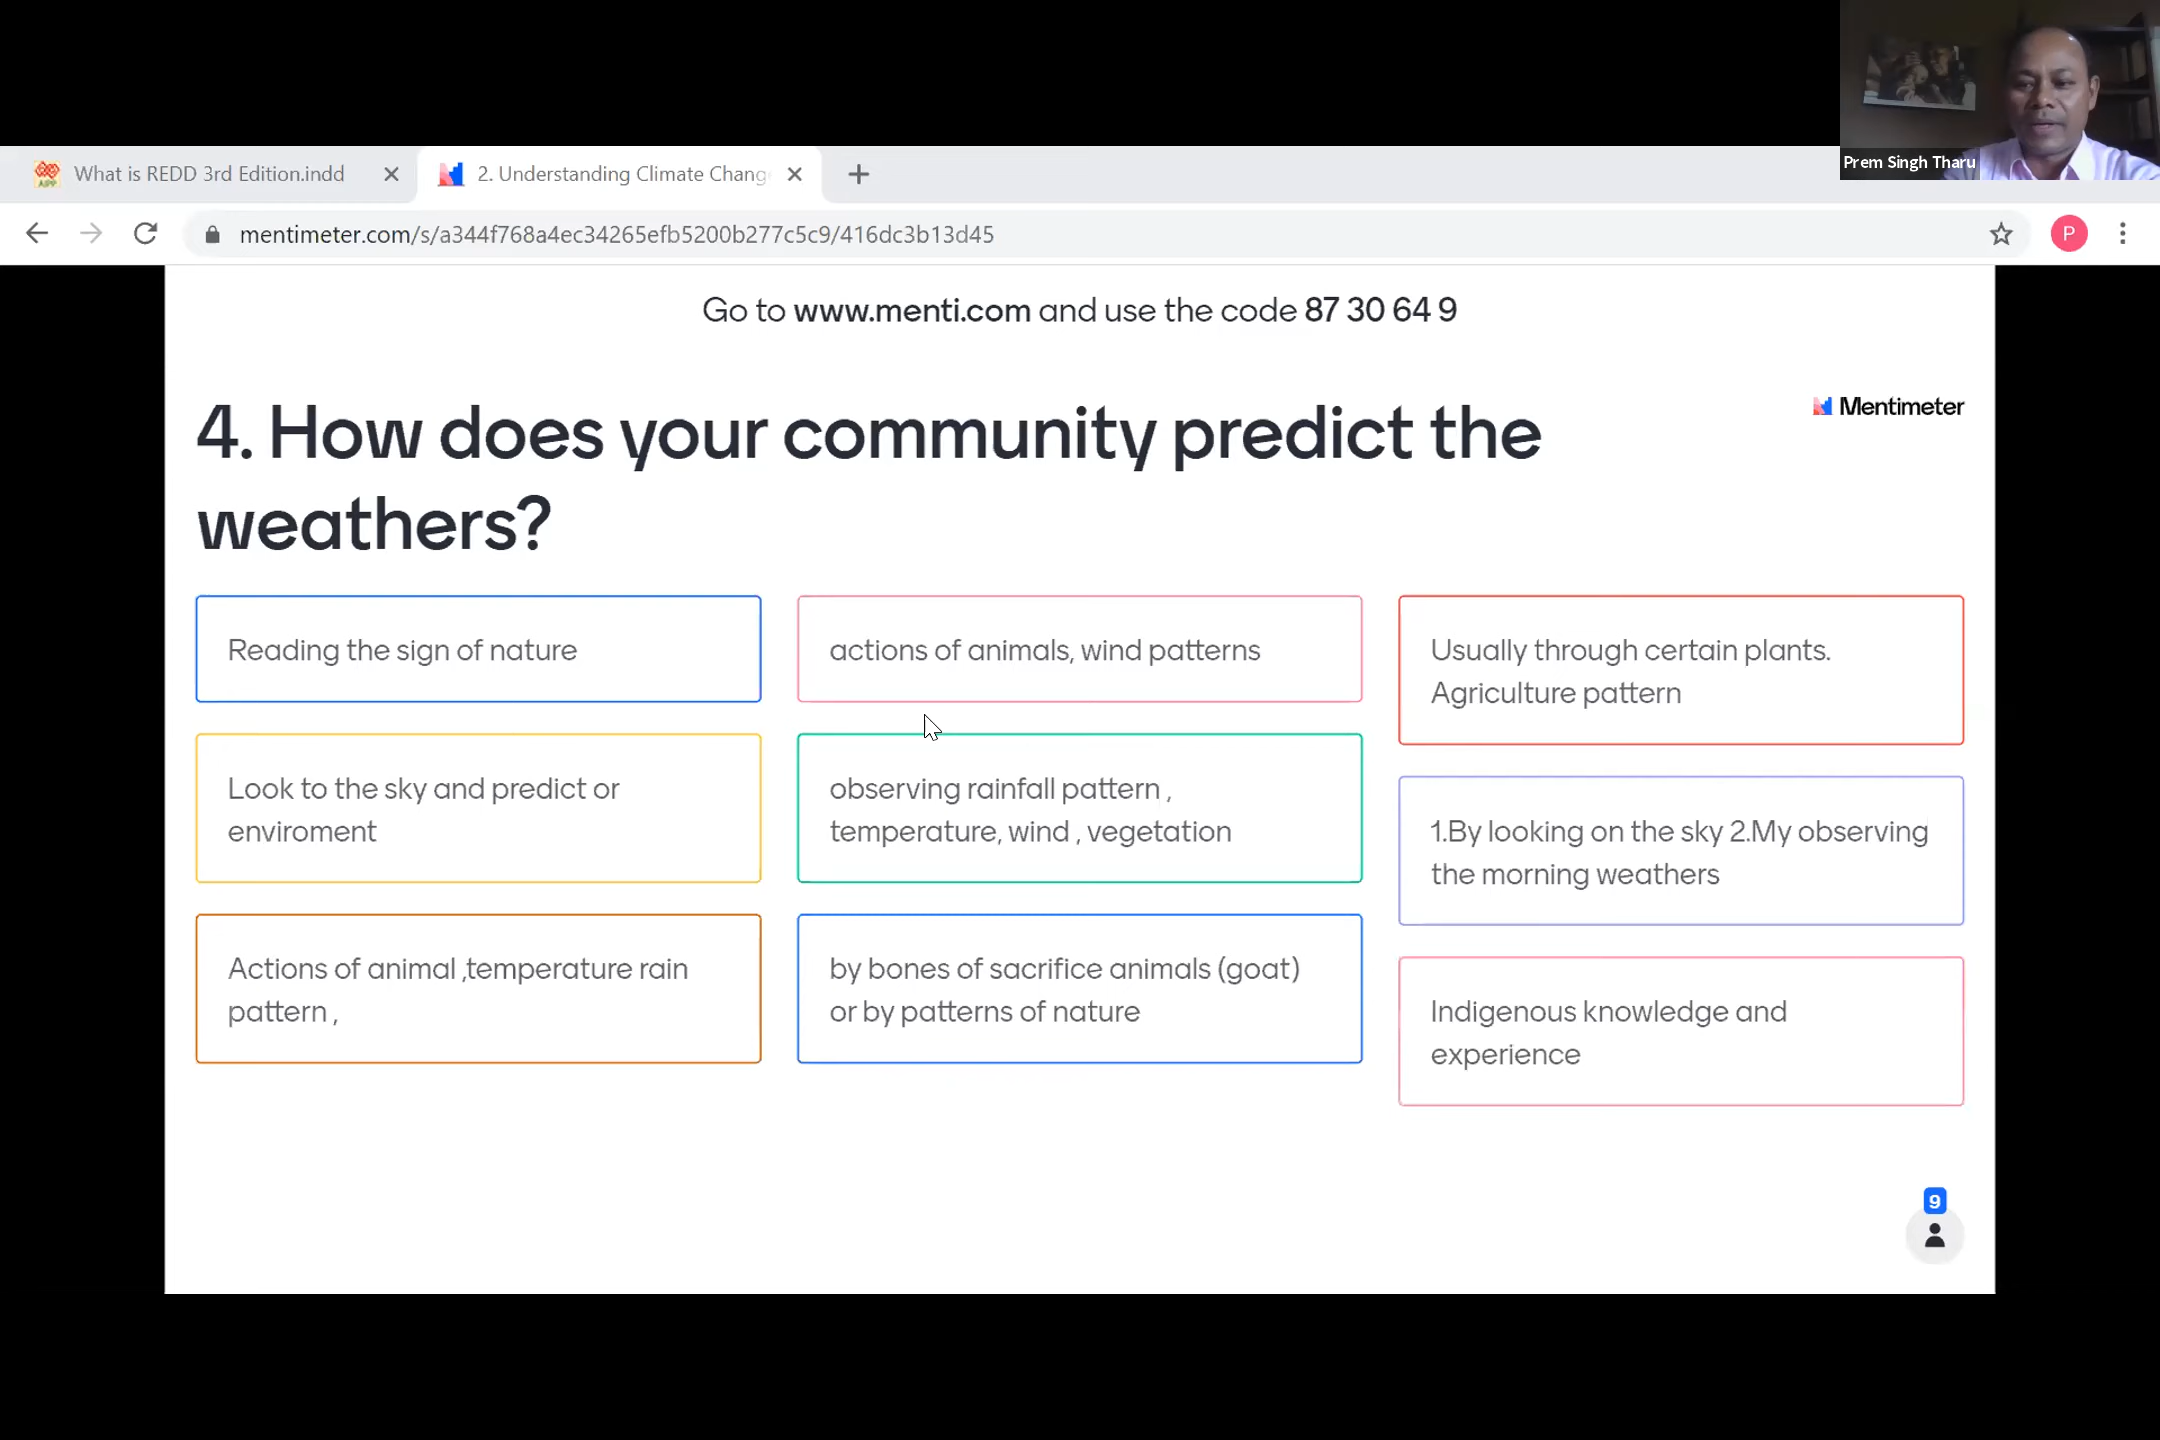 Prem Singh Tharu
AIPP
What is REDD 3rd Edition.indd
2. Understanding Climate Chang
mentimeter.com/s/a344f768a4ec34265efb5200b277c5c9/416dc3b13d45
P
Go to www.menti.com and use the code 87 30 64 9
4. How does your community predict the
weathers?
Mentimeter
Reading the sign of nature
actions of animals, wind patterns
Usually through certain plants.
Agriculture pattern
Look to the sky and predict or
enviroment
observing rainfall pattern ,
temperature, wind , vegetation
1.By looking on the sky 2.My observing
the morning weathers
Actions of animal ,temperature rain
pattern ,
by bones of sacrifice animals (goat)
or by patterns of nature
Indigenous knowledge and
experience
9